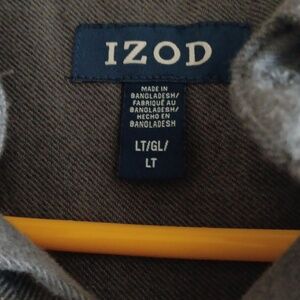 IZOD
MADE IN
BANGLADESH/
FABRIQUÉ AU
BANGLADESH/
HECHO EN
BANGLADESH
LT/GL/
LT